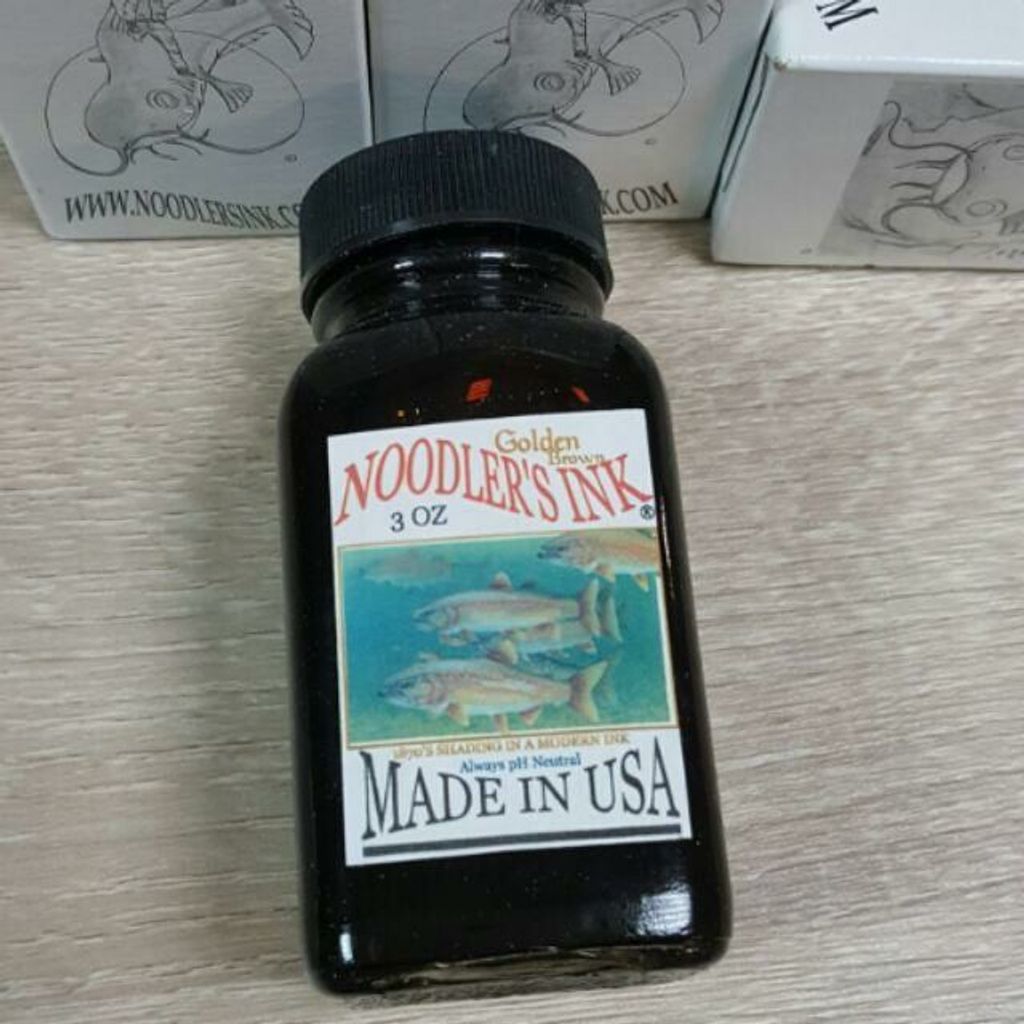 WWW.NOODLERSINK.C
K.COM
M
Golden
Brown
NOODLER'S INK®
3 OZ
1870'S SHADING IN A MODERN INK
Always pH Neutral
MADE IN USA